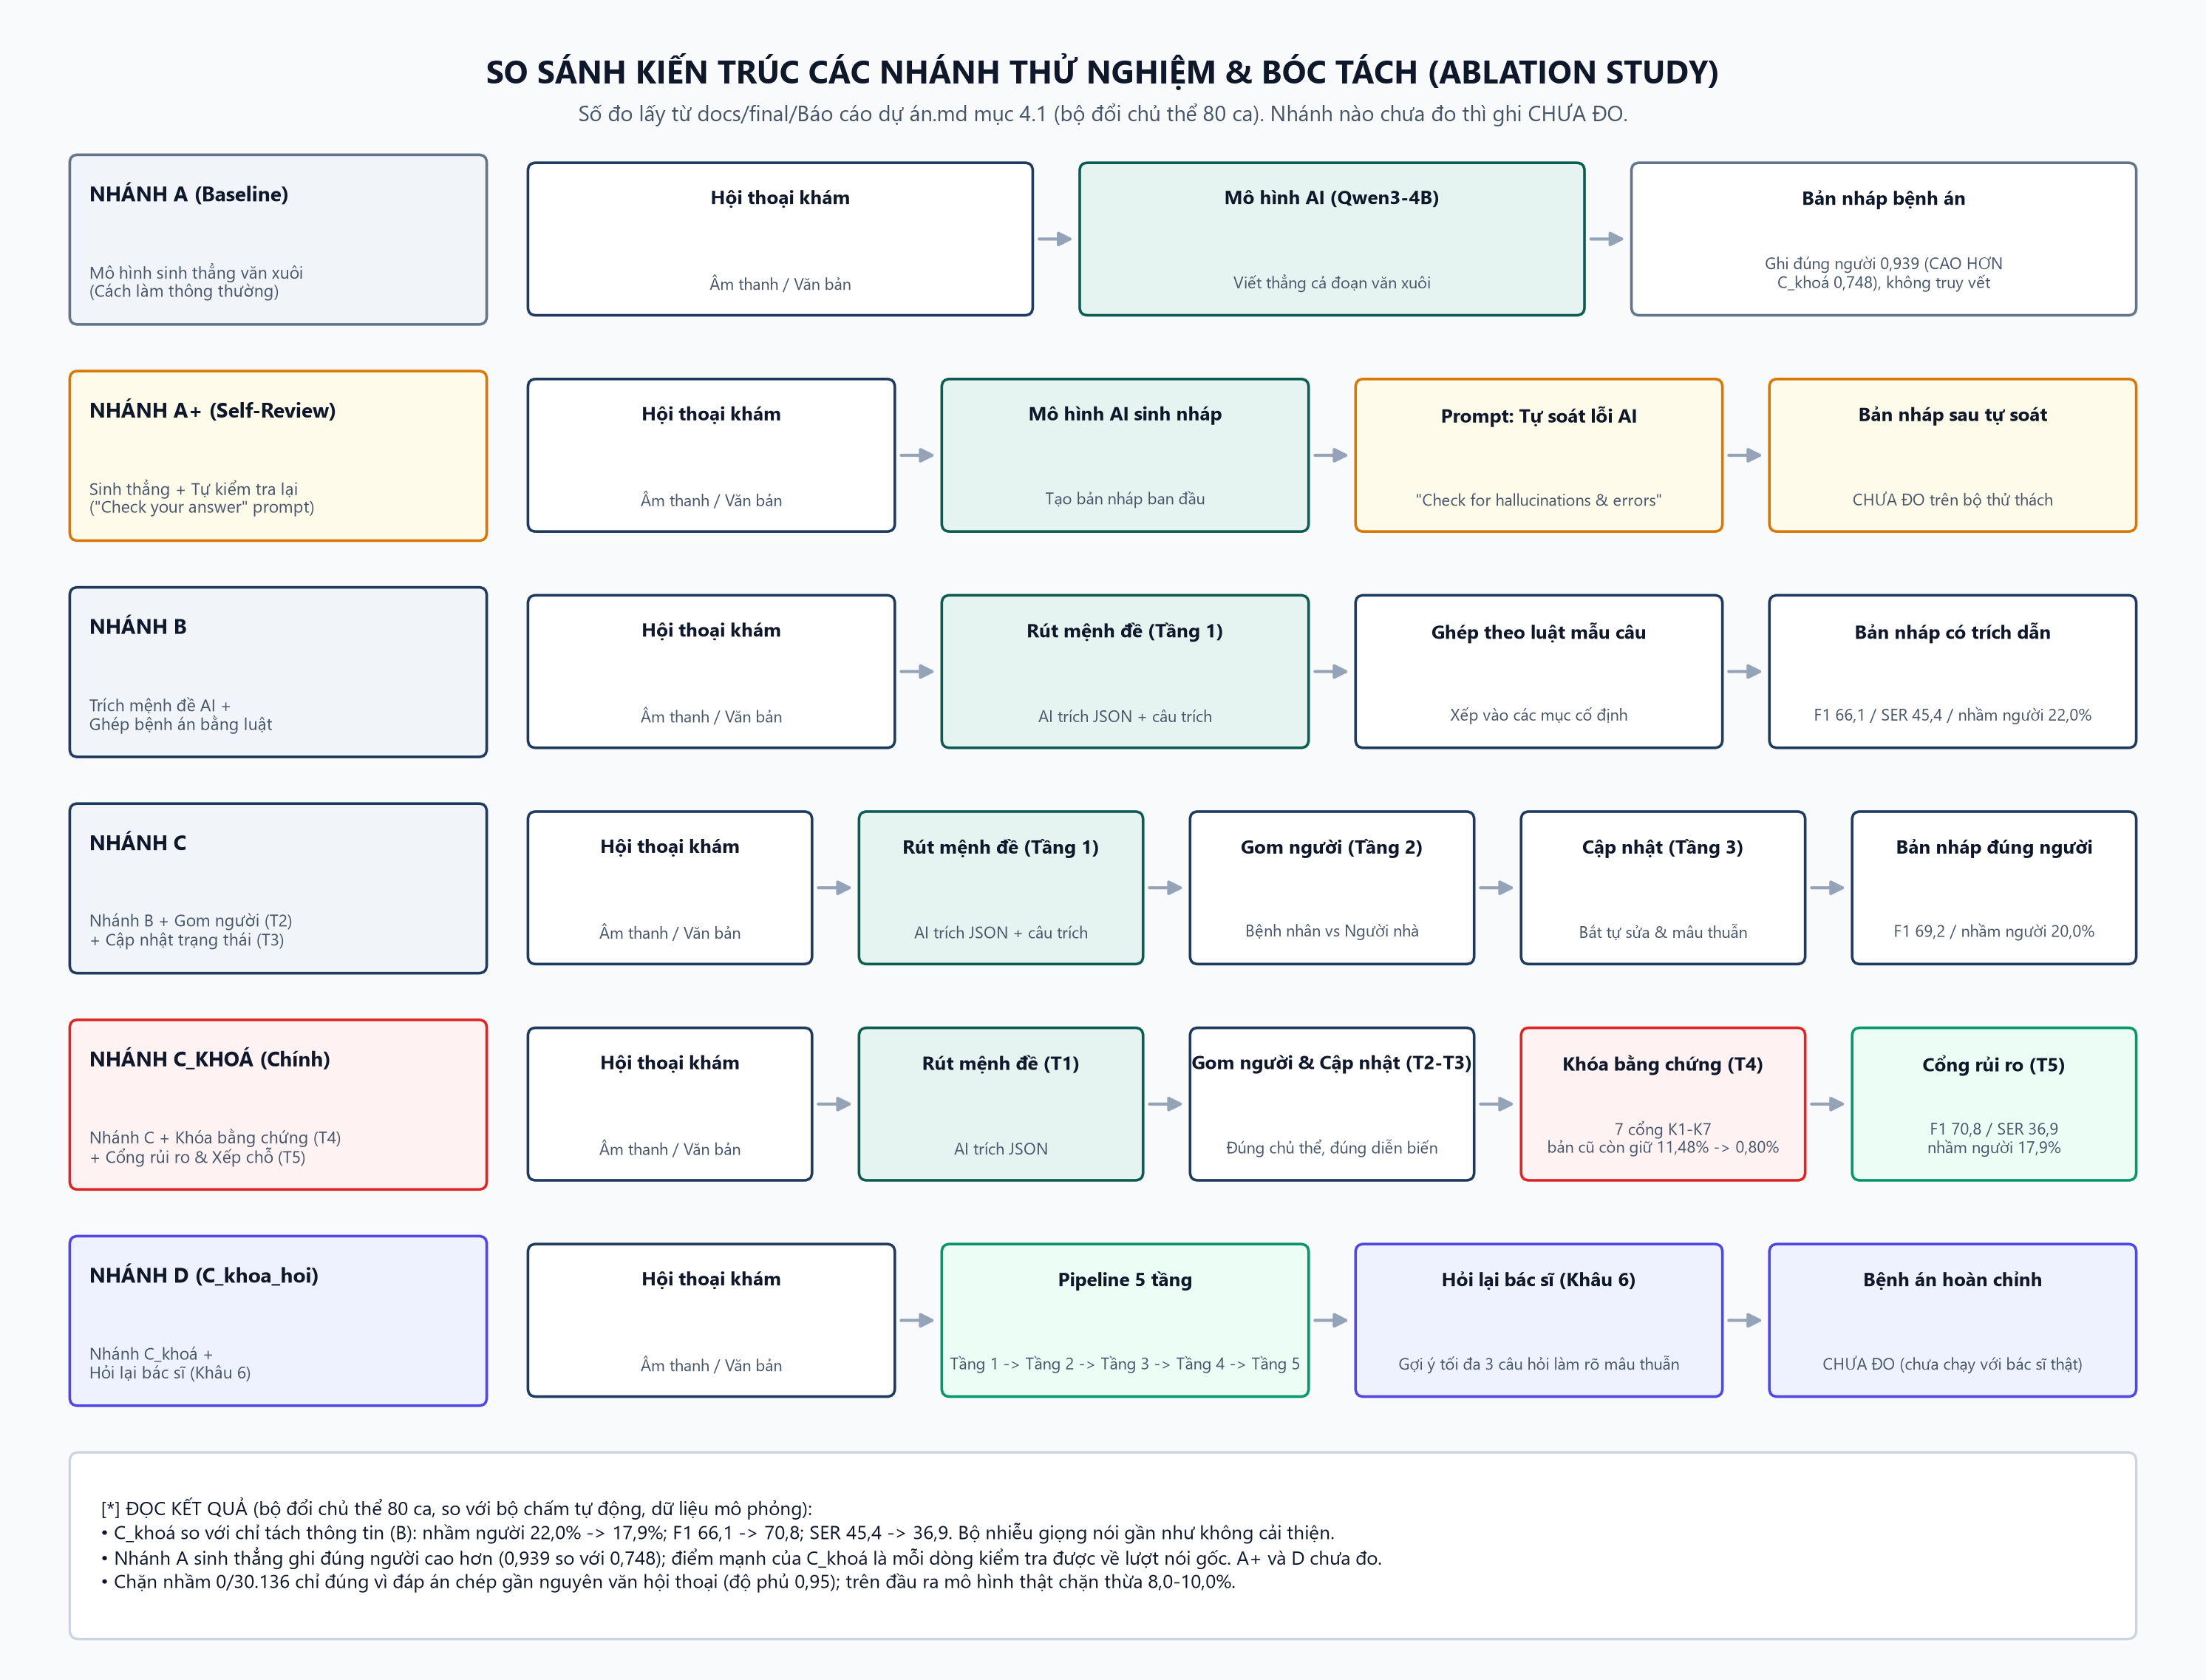 SO SÁNH KIẾN TRÚC CÁC NHÁNH THỬ NGHIỆM & BÓC TÁCH (ABLATION STUDY)
Số đo lấy từ docs/final/Báo cáo dự án.md mục 4.1 (bộ đổi chủ thể 80 ca). Nhánh nào chưa đo thì ghi CHƯA ĐO.
NHÁNH A (Baseline)
Mô hình sinh thẳng văn xuôi
(Cách làm thông thường)
Hội thoại khám
Âm thanh / Văn bản
Mô hình AI (Qwen3-4B)
Viết thẳng cả đoạn văn xuôi
Bản nháp bệnh án
Ghi đúng người 0,939 (CAO HƠN
C_khoá 0,748), không truy vết
NHÁNH A+ (Self-Review)
Sinh thẳng + Tự kiểm tra lại
("Check your answer" prompt)
Hội thoại khám
Âm thanh / Văn bản
Mô hình AI sinh nháp
Tạo bản nháp ban đầu
Prompt: Tự soát lỗi AI
"Check for hallucinations & errors"
Bản nháp sau tự soát
CHƯA ĐO trên bộ thử thách
NHÁNH B
Trích mệnh đề AI +
Ghép bệnh án bằng luật
Hội thoại khám
Âm thanh / Văn bản
Rút mệnh đề (Tầng 1)
AI trích JSON + câu trích
Ghép theo luật mẫu câu
Xếp vào các mục cố định
Bản nháp có trích dẫn
F1 66,1 / SER 45,4 / nhầm người 22,0%
NHÁNH C
Nhánh B + Gom người (T2)
+ Cập nhật trạng thái (T3)
Hội thoại khám
Âm thanh / Văn bản
Rút mệnh đề (Tầng 1)
AI trích JSON + câu trích
Gom người (Tầng 2)
Bệnh nhân vs Người nhà
Cập nhật (Tầng 3)
Bắt tự sửa & mâu thuẫn
Bản nháp đúng người
F1 69,2 / nhầm người 20,0%
NHÁNH C_KHOÁ (Chính)
Nhánh C + Khóa bằng chứng (T4)
+ Cổng rủi ro & Xếp chỗ (T5)
Hội thoại khám
Âm thanh / Văn bản
Rút mệnh đề (T1)
AI trích JSON
Gom người & Cập nhật (T2-T3)
Đúng chủ thể, đúng diễn biến
Khóa bằng chứng (T4)
7 cổng K1-K7
bản cũ còn giữ 11,48% -> 0,80%
Cổng rủi ro (T5)
F1 70,8 / SER 36,9
nhầm người 17,9%
NHÁNH D (C_khoa_hoi)
Nhánh C_khoá +
Hỏi lại bác sĩ (Khâu 6)
Hội thoại khám
Âm thanh / Văn bản
Pipeline 5 tầng
Tầng 1 -> Tầng 2 -> Tầng 3 -> Tầng 4 -> Tầng 5
Hỏi lại bác sĩ (Khâu 6)
Gợi ý tối đa 3 câu hỏi làm rõ mâu thuẫn
Bệnh án hoàn chỉnh
CHƯA ĐO (chưa chạy với bác sĩ thật)
[*] ĐỌC KẾT QUẢ (bộ đổi chủ thể 80 ca, so với bộ chấm tự động, dữ liệu mô phỏng):
• C_khoá so với chỉ tách thông tin (B): nhầm người 22,0% -> 17,9%; F1 66,1 -> 70,8; SER 45,4 -> 36,9. Bộ nhiễu giọng nói gần như không cải thiện.
• Nhánh A sinh thẳng ghi đúng người cao hơn (0,939 so với 0,748); điểm mạnh của C_khoá là mỗi dòng kiểm tra được về lượt nói gốc. A+ và D chưa đo.
• Chặn nhầm 0/30.136 chỉ đúng vì đáp án chép gần nguyên văn hội thoại (độ phủ 0,95); trên đầu ra mô hình thật chặn thừa 8,0-10,0%.